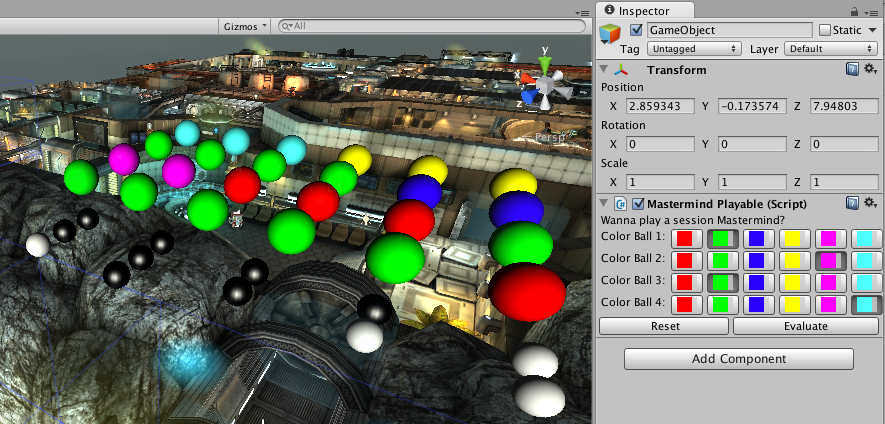 Gizmos
All
y
x
z
Persp
Inspector
GameObject
Static
Tag
Untagged
Layer
Default
Transform
Position
X 2.859343 Y -0.173574 Z 7.94803
Rotation
X 0 Y 0 Z 0
Scale
X 1 Y 1 Z 1
C#
Mastermind Playable (Script)
Wanna play a session Mastermind?
Color Ball 1:
Color Ball 2:
Color Ball 3:
Color Ball 4:
Reset
Evaluate
Add Component